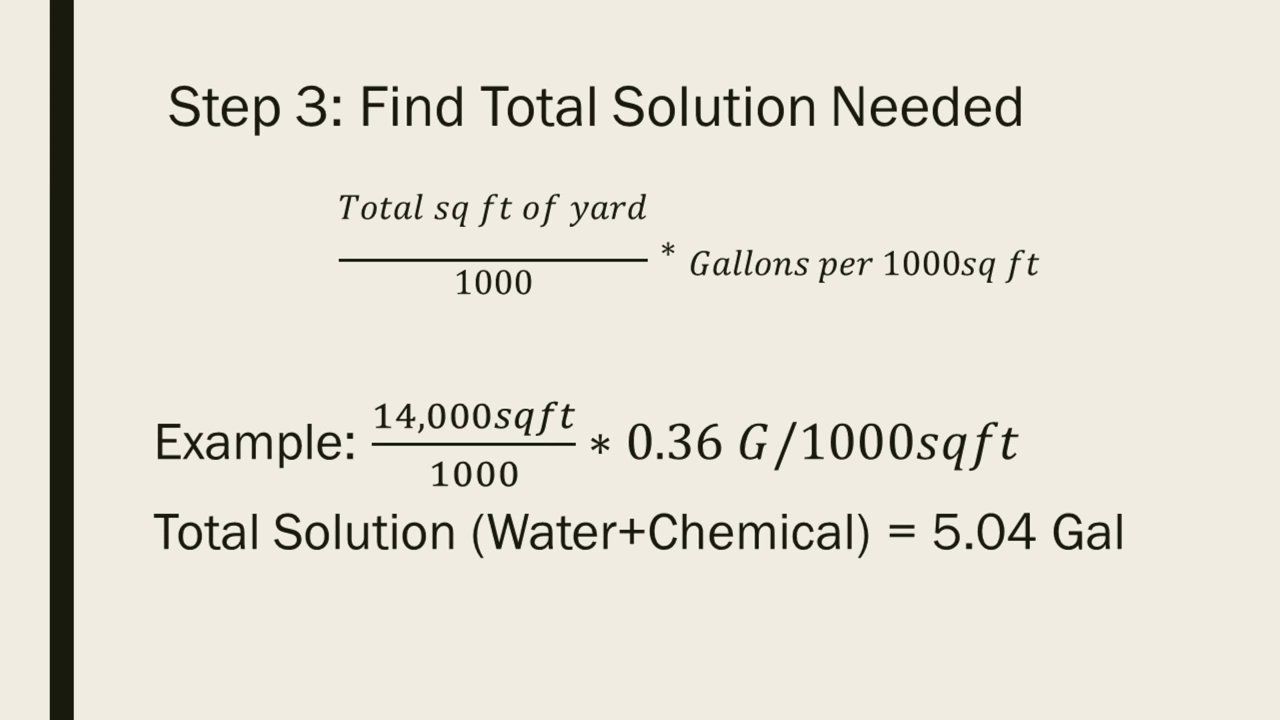 Step 3: Find Total Solution Needed
Total sq ft of yard
1000
* Gallons per 1000sq ft
Example: 14,000sqft / 1000 * 0.36 G/1000sqft
Total Solution (Water+Chemical) = 5.04 Gal